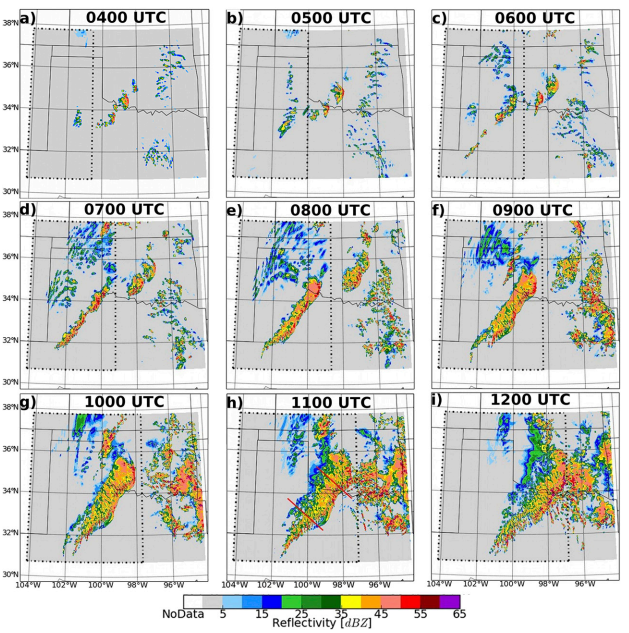 a) 0400 UTC
b) 0500 UTC
c) 0600 UTC
38°N
36°N
34°N
32°N
30°N
d) 0700 UTC
e) 0800 UTC
f) 0900 UTC
38°N
36°N
34°N
32°N
30°N
g) 1000 UTC
h) 1100 UTC
i) 1200 UTC
38°N
36°N
34°N
32°N
30°N
104°W 102°W 100°W 98°W 96°W
104°W 102°W 100°W 98°W 96°W
104°W 102°W 100°W 98°W 96°W
NoData 5 15 25 35 45 55 65
Reflectivity [dBZ]